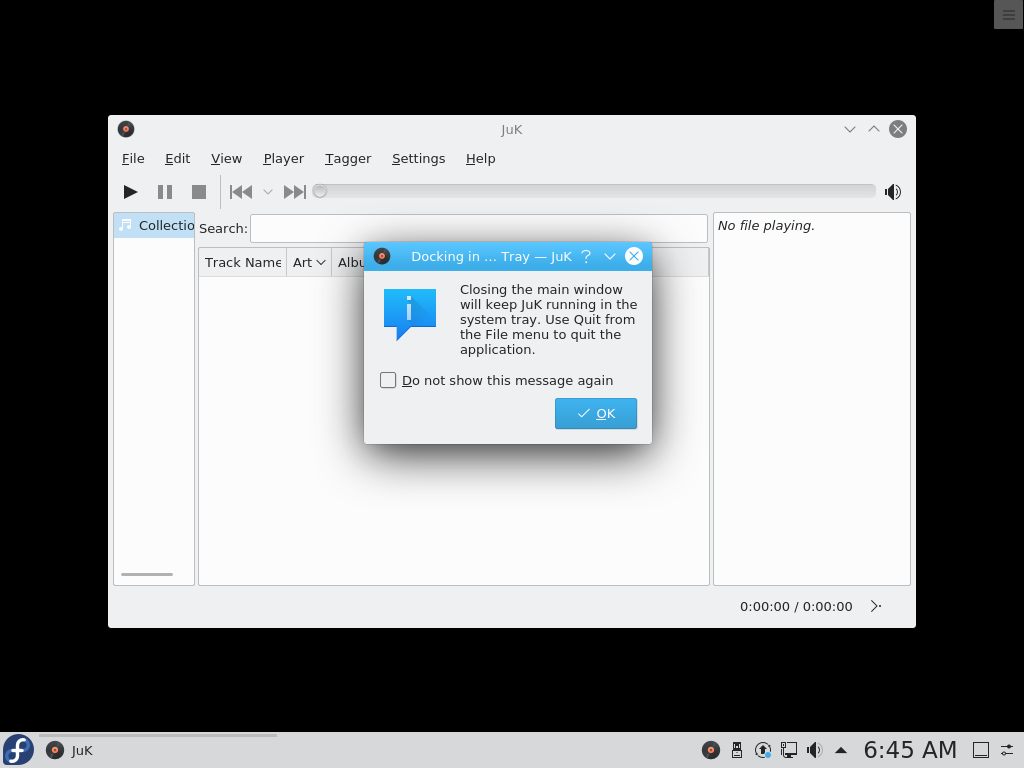 JuK
File Edit View Player Tagger Settings Help
Collectio
Search:
No file playing.
Track Name Art Albu
Docking in ... Tray — JuK
Closing the main window
will keep JuK running in the
system tray. Use Quit from
the File menu to quit the
application.
Do not show this message again
OK
0:00:00 / 0:00:00
JuK
6:45 AM